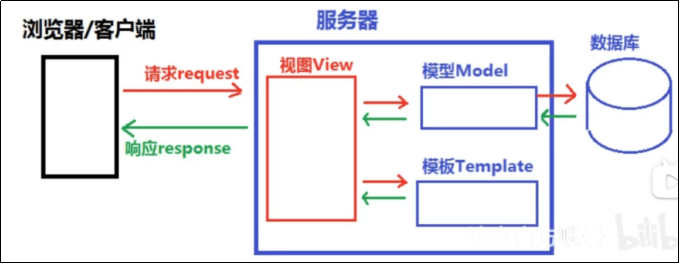 浏览器/客户端
服务器
数据库
请求request
视图View
模型Model
响应response
模板Template
bilib